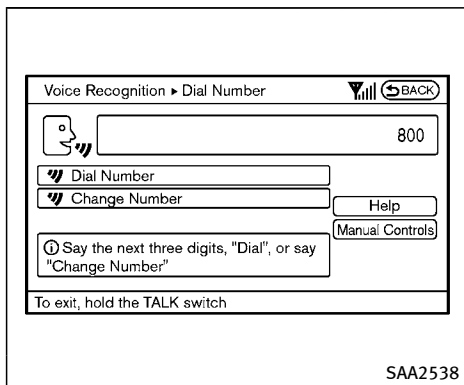 Voice Recognition ▸ Dial Number
BACK
800
Dial Number
Change Number
Help
Manual Controls
Say the next three digits, "Dial", or say
"Change Number"
To exit, hold the TALK switch
SAA2538